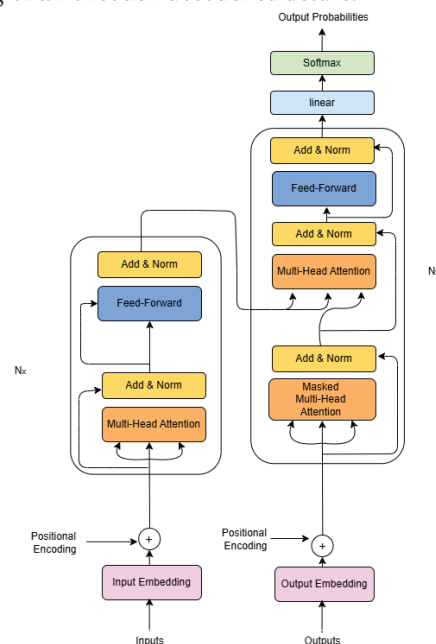 Output Probabilities
Softmax
linear
Add & Norm
Feed-Forward
Add & Norm
Multi-Head Attention
Add & Norm
Masked
Multi-Head
Attention
Add & Norm
Feed-Forward
Add & Norm
Multi-Head Attention
Nx
N
Positional
Encoding
+
Input Embedding
Inputs
Positional
Encoding
+
Output Embedding
Outputs